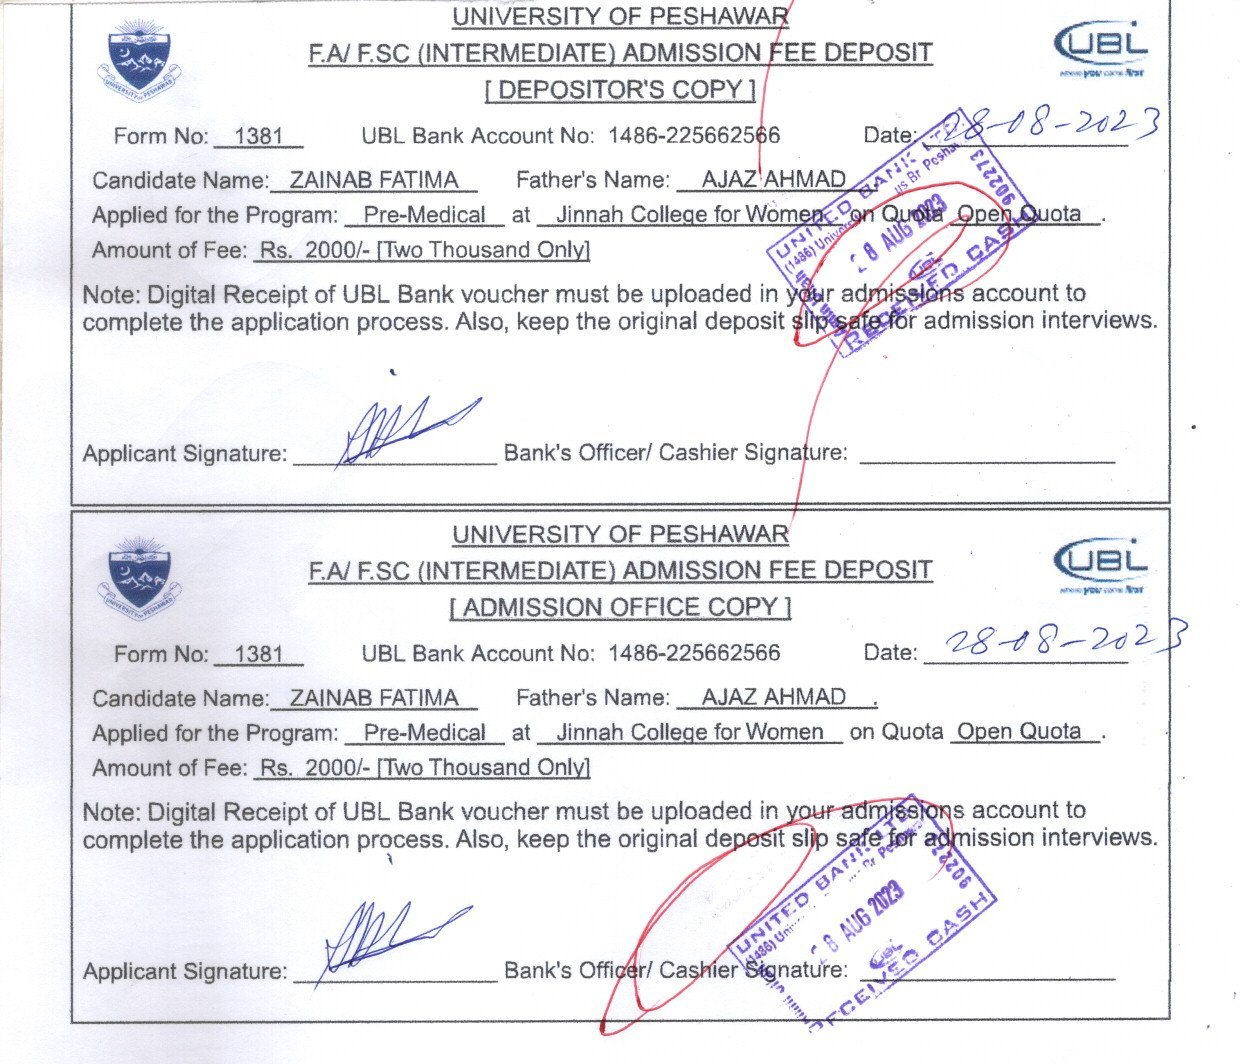 UNIVERSITY OF PESHAWAR
F.A/ F.SC (INTERMEDIATE) ADMISSION FEE DEPOSIT
[ DEPOSITOR'S COPY ]
UBL
where you come first
UNIVERSITY OF PESHAWAR
Form No: 1381 UBL Bank Account No: 1486-225662566 Date: 28-08-2023
Candidate Name: ZAINAB FATIMA Father's Name: AJAZ AHMAD
Applied for the Program: Pre-Medical at Jinnah College for Women on Quota Open Quota .
Amount of Fee: Rs. 2000/- [Two Thousand Only]
UNITED BANK LTD
(1486) Univers
us Br Peshawar
902273
28 AUG 2023
UBL
RECEIVED CASH
Note: Digital Receipt of UBL Bank voucher must be uploaded in your admissions account to
complete the application process. Also, keep the original deposit slip safe for admission interviews.
Applicant Signature: Bank's Officer/ Cashier Signature:
UNIVERSITY OF PESHAWAR
F.A/ F.SC (INTERMEDIATE) ADMISSION FEE DEPOSIT
[ ADMISSION OFFICE COPY ]
UBL
where you come first
UNIVERSITY OF PESHAWAR
Form No: 1381 UBL Bank Account No: 1486-225662566 Date: 28-08-2023
Candidate Name: ZAINAB FATIMA Father's Name: AJAZ AHMAD .
Applied for the Program: Pre-Medical at Jinnah College for Women on Quota Open Quota .
Amount of Fee: Rs. 2000/- [Two Thousand Only]
Note: Digital Receipt of UBL Bank voucher must be uploaded in your admissions account to
complete the application process. Also, keep the original deposit slip safe for admission interviews.
UNITED BANK LTD
(1486) Uni
902273
28 AUG 2023
UBL
RECEIVED CASH
Applicant Signature: Bank's Officer/ Cashier Signature: